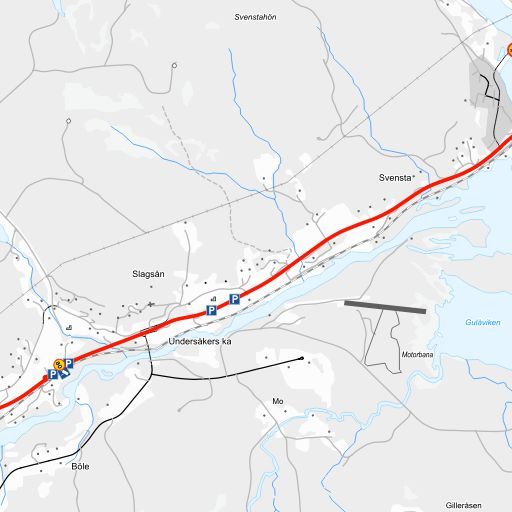 Svenstahön
Svensta
Slagsån
Gulåviken
Undersåkers ka
Motorbana
P
P
P
P
Mo
Böle
Gilleråsen